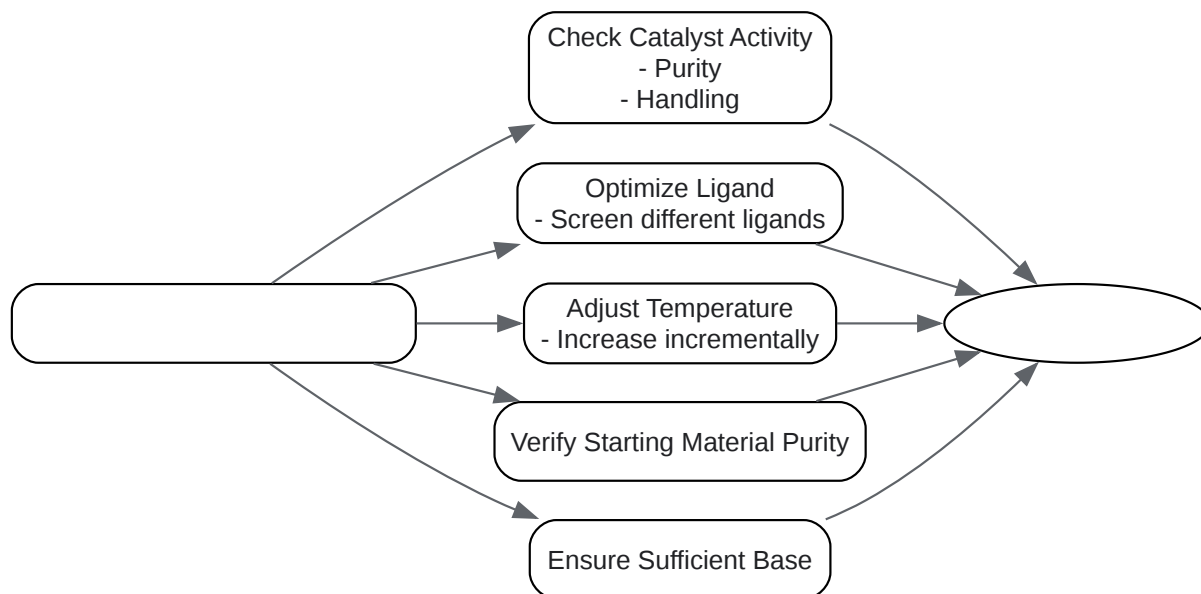 Check Catalyst Activity
- Purity
- Handling
Optimize Ligand
- Screen different ligands
Adjust Temperature
- Increase incrementally
Verify Starting Material Purity
Ensure Sufficient Base